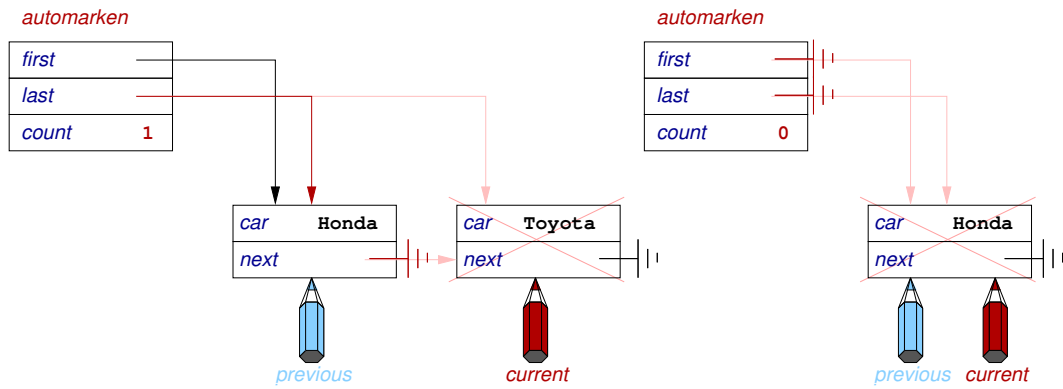 automarken
first
last
count 1
car Honda
next
previous
car Toyota
next
current
automarken
first
last
count 0
car Honda
next
previous
current